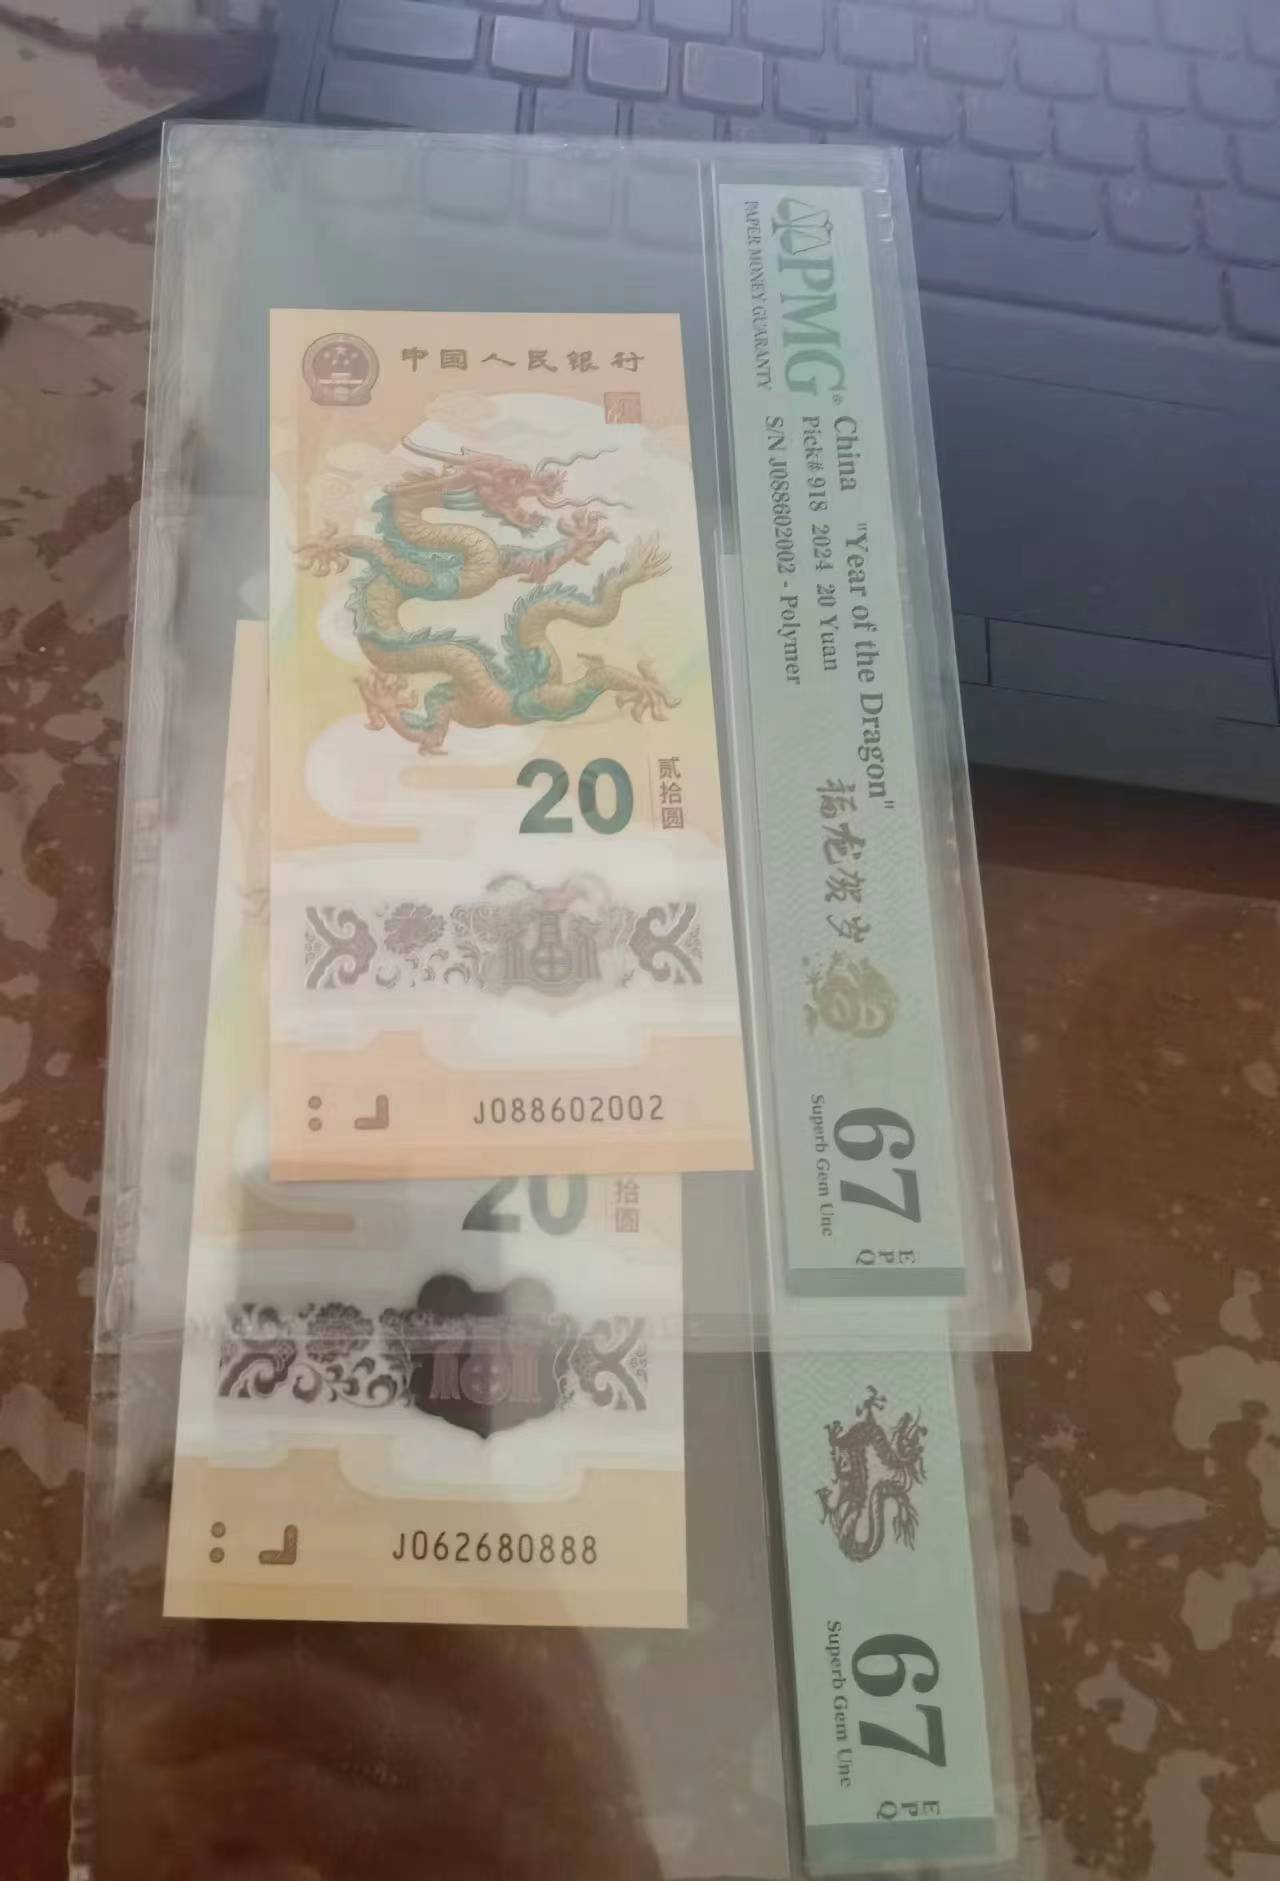 中国人民银行
20
贰拾圆
福
J088602002
PMG®
PAPER MONEY GUARANTY
China "Year of the Dragon"
Pick#918 2024 20 Yuan
S/N J088602002 - Polymer
福龙贺岁
67
Superb Gem Unc
EPQ
20
拾圆
J062680888
67
Superb Gem Unc
EPQ